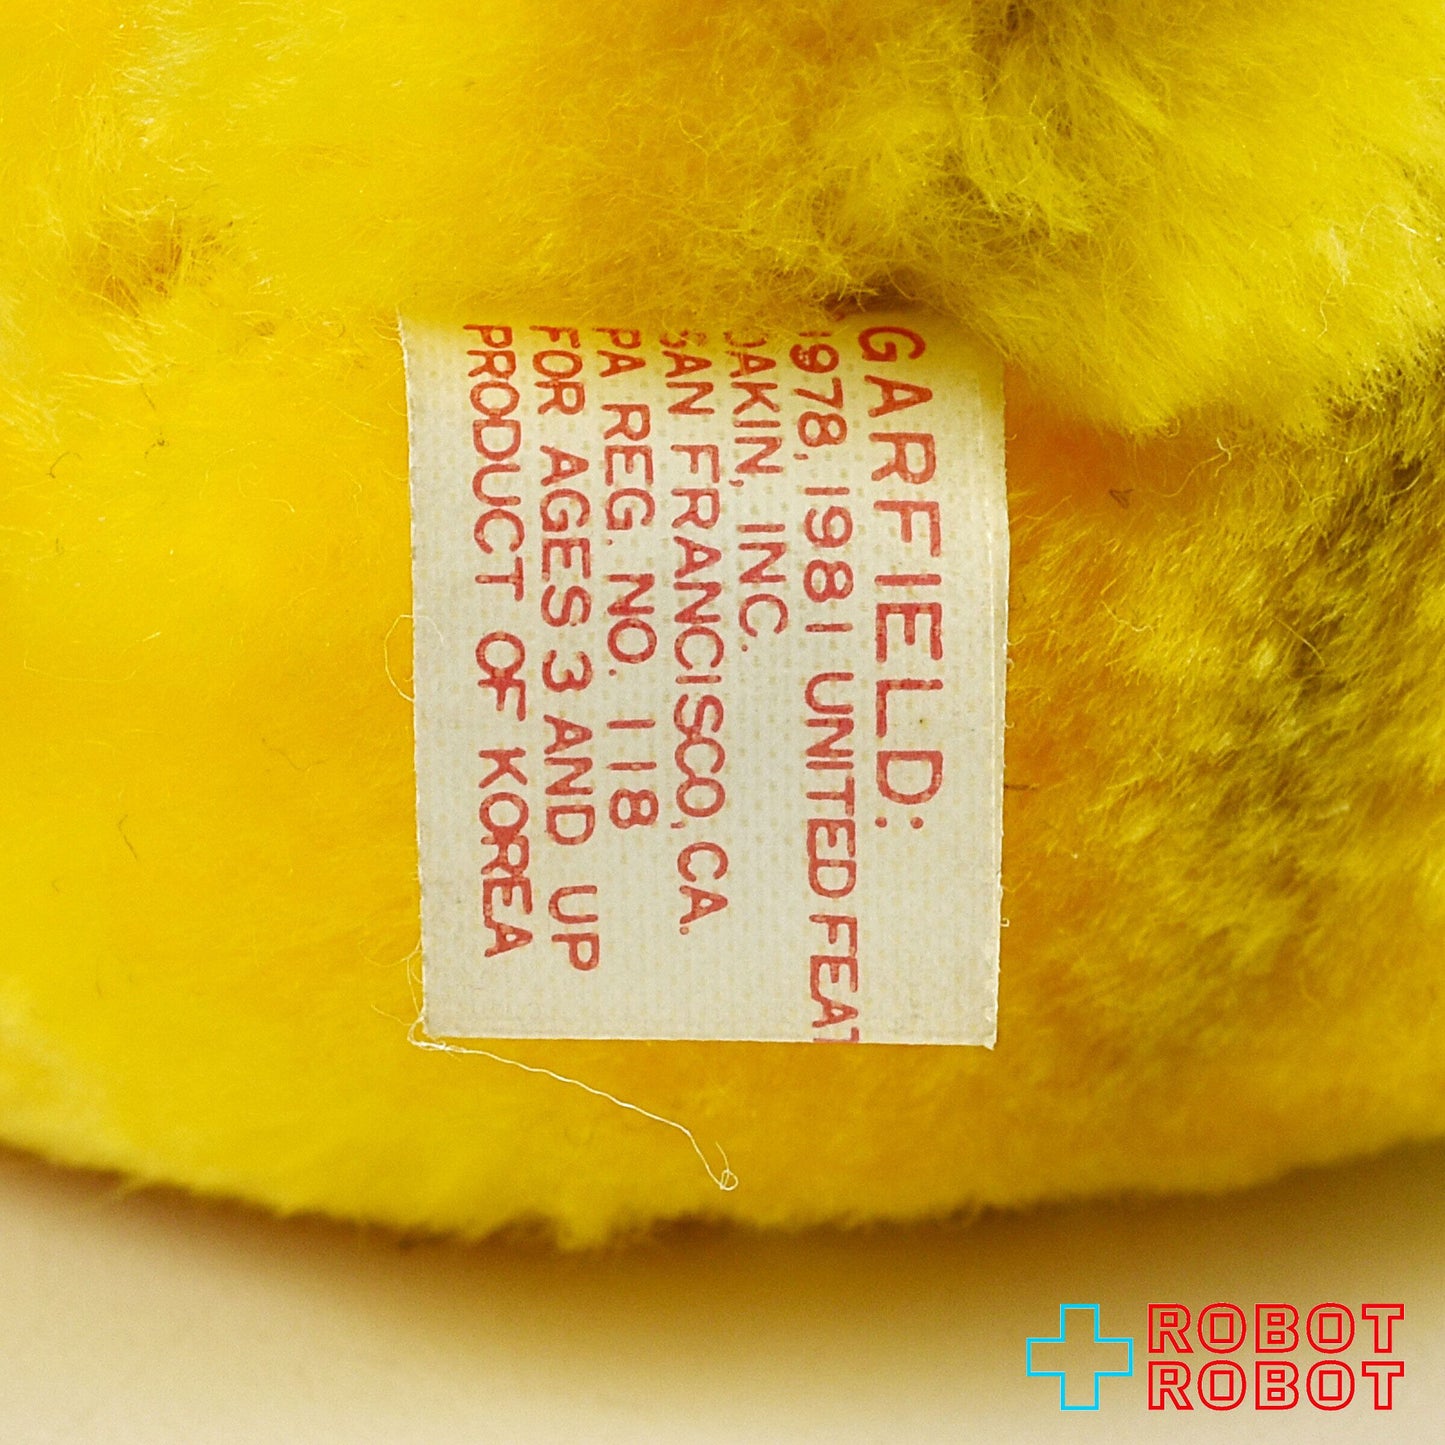 GARFIELD:
1978, 1981 UNITED FEAT
DAKIN, INC.
SAN FRANCISCO, CA.
PA REG. NO. 118
FOR AGES 3 AND UP
PRODUCT OF KOREA
ROBOT
ROBOT